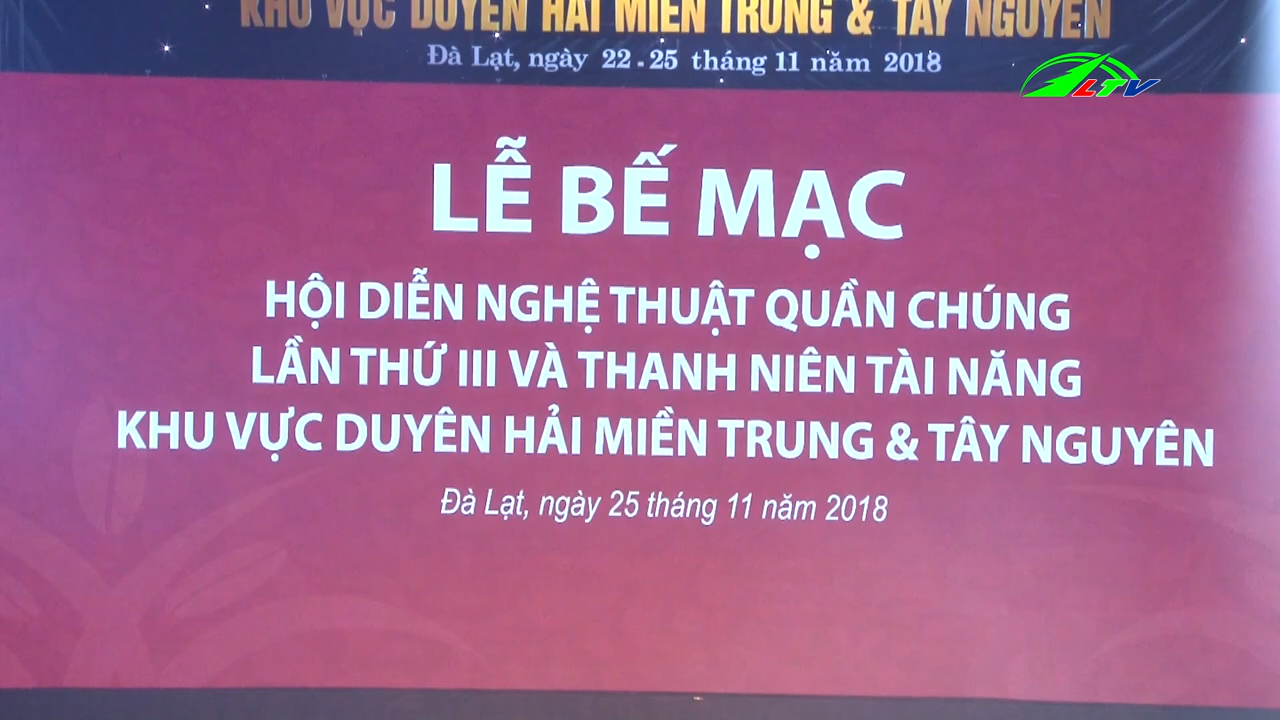 KHU VỰC DUYÊN HẢI MIỀN TRUNG & TÂY NGUYÊN
Đà Lạt, ngày 22 - 25 tháng 11 năm 2018
LTV
LỄ BẾ MẠC
HỘI DIỄN NGHỆ THUẬT QUẦN CHÚNG
LẦN THỨ III VÀ THANH NIÊN TÀI NĂNG
KHU VỰC DUYÊN HẢI MIỀN TRUNG & TÂY NGUYÊN
Đà Lạt, ngày 25 tháng 11 năm 2018